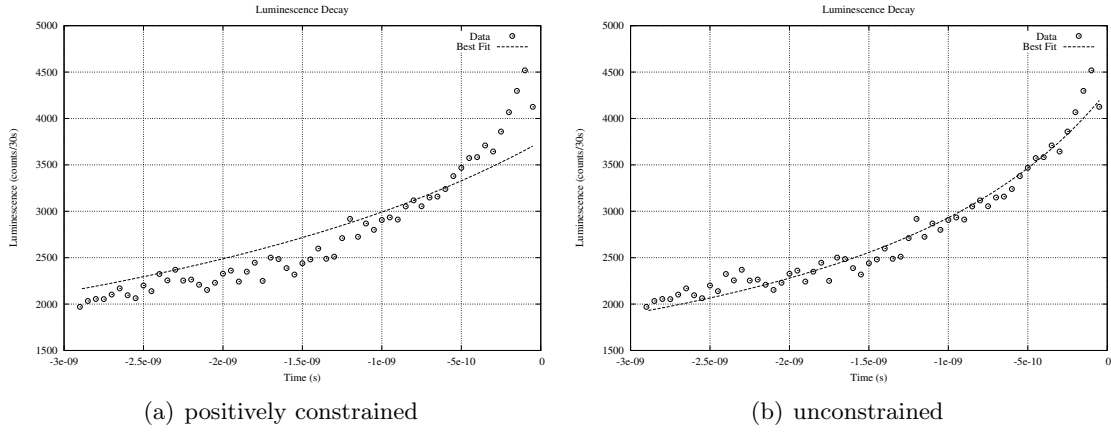 Luminescence Decay
5000
4500
4000
3500
3000
2500
2000
1500
Luminescence (counts/30s)
Data
Best Fit
-3e-09 -2.5e-09 -2e-09 -1.5e-09 -1e-09 -5e-10 0
Time (s)
(a) positively constrained
Luminescence Decay
5000
4500
4000
3500
3000
2500
2000
1500
Luminescence (counts/30s)
Data
Best Fit
-3e-09 -2.5e-09 -2e-09 -1.5e-09 -1e-09 -5e-10 0
Time (s)
(b) unconstrained